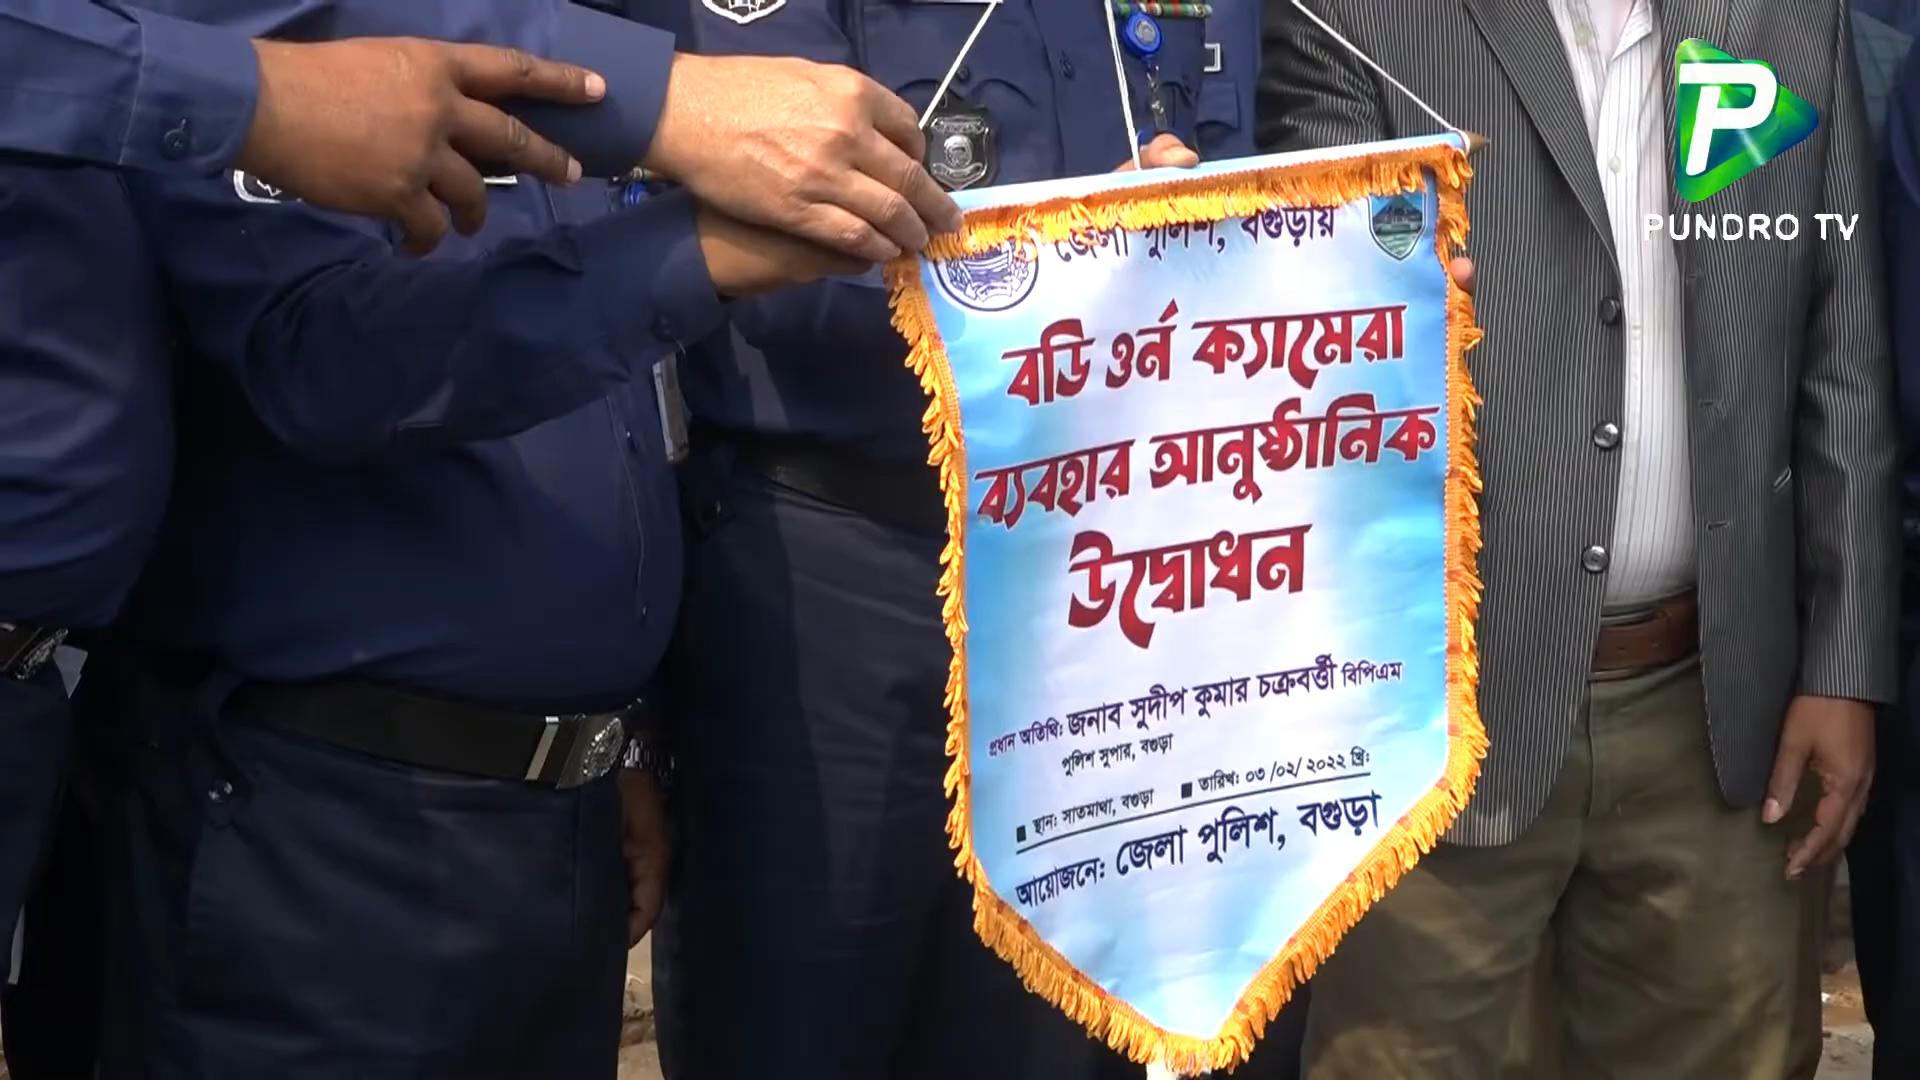 PUNDRO TV
জেলা পুলিশ, বগুড়ায়
বডি ওর্ন ক্যামেরা
ব্যবহার আনুষ্ঠানিক
উদ্বোধন
প্রধান অতিথি: জনাব সুদীপ কুমার চক্রবর্ত্তী বিপিএম
পুলিশ সুপার, বগুড়া
স্থান: সাতমাথা, বগুড়া ■ তারিখ: ০৩ /০২/ ২০২২ খ্রি:
আয়োজনে: জেলা পুলিশ, বগুড়া